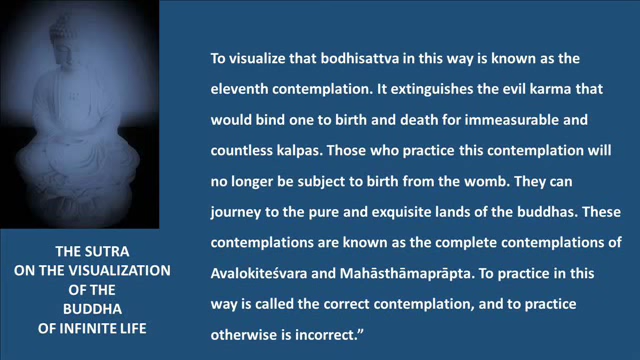 To visualize that bodhisattva in this way is known as the
eleventh contemplation. It extinguishes the evil karma that
would bind one to birth and death for immeasurable and
countless kalpas. Those who practice this contemplation will
no longer be subject to birth from the womb. They can
journey to the pure and exquisite lands of the buddhas. These
contemplations are known as the complete contemplations of
Avalokiteśvara and Mahāsthāmaprāpta. To practice in this
way is called the correct contemplation, and to practice
otherwise is incorrect.”
THE SUTRA
ON THE VISUALIZATION
OF THE
BUDDHA
OF INFINITE LIFE